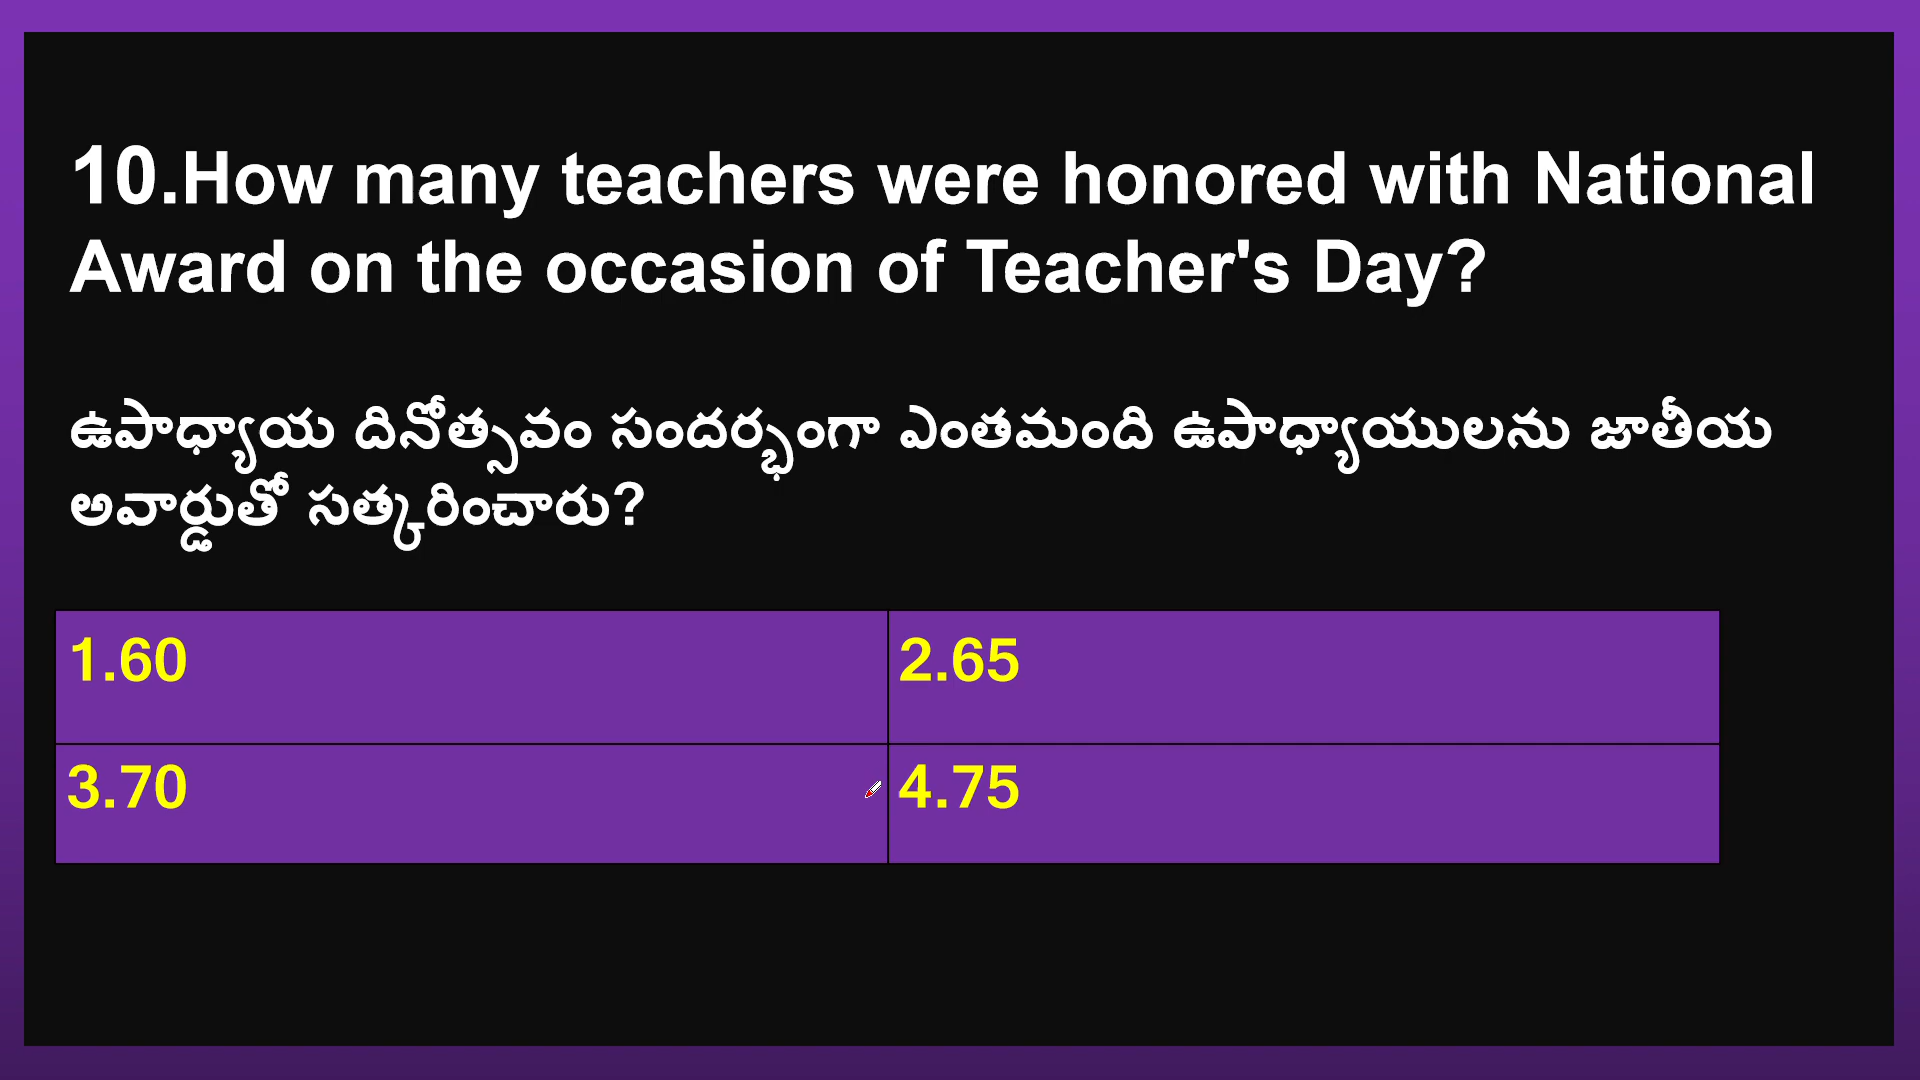 10.How many teachers were honored with National
Award on the occasion of Teacher's Day?
ఉపాధ్యాయ దినోత్సవం సందర్భంగా ఎంతమంది ఉపాధ్యాయులను జాతీయ
అవార్డుతో సత్కరించారు?
1.60
2.65
3.70
4.75